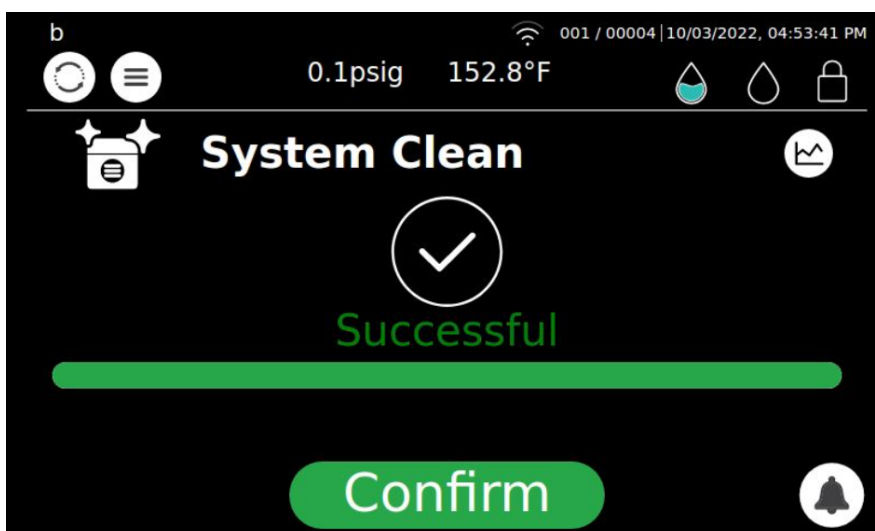 b
001 / 00004 | 10/03/2022, 04:53:41 PM
0.1psig 152.8°F
System Clean
Successful
Confirm